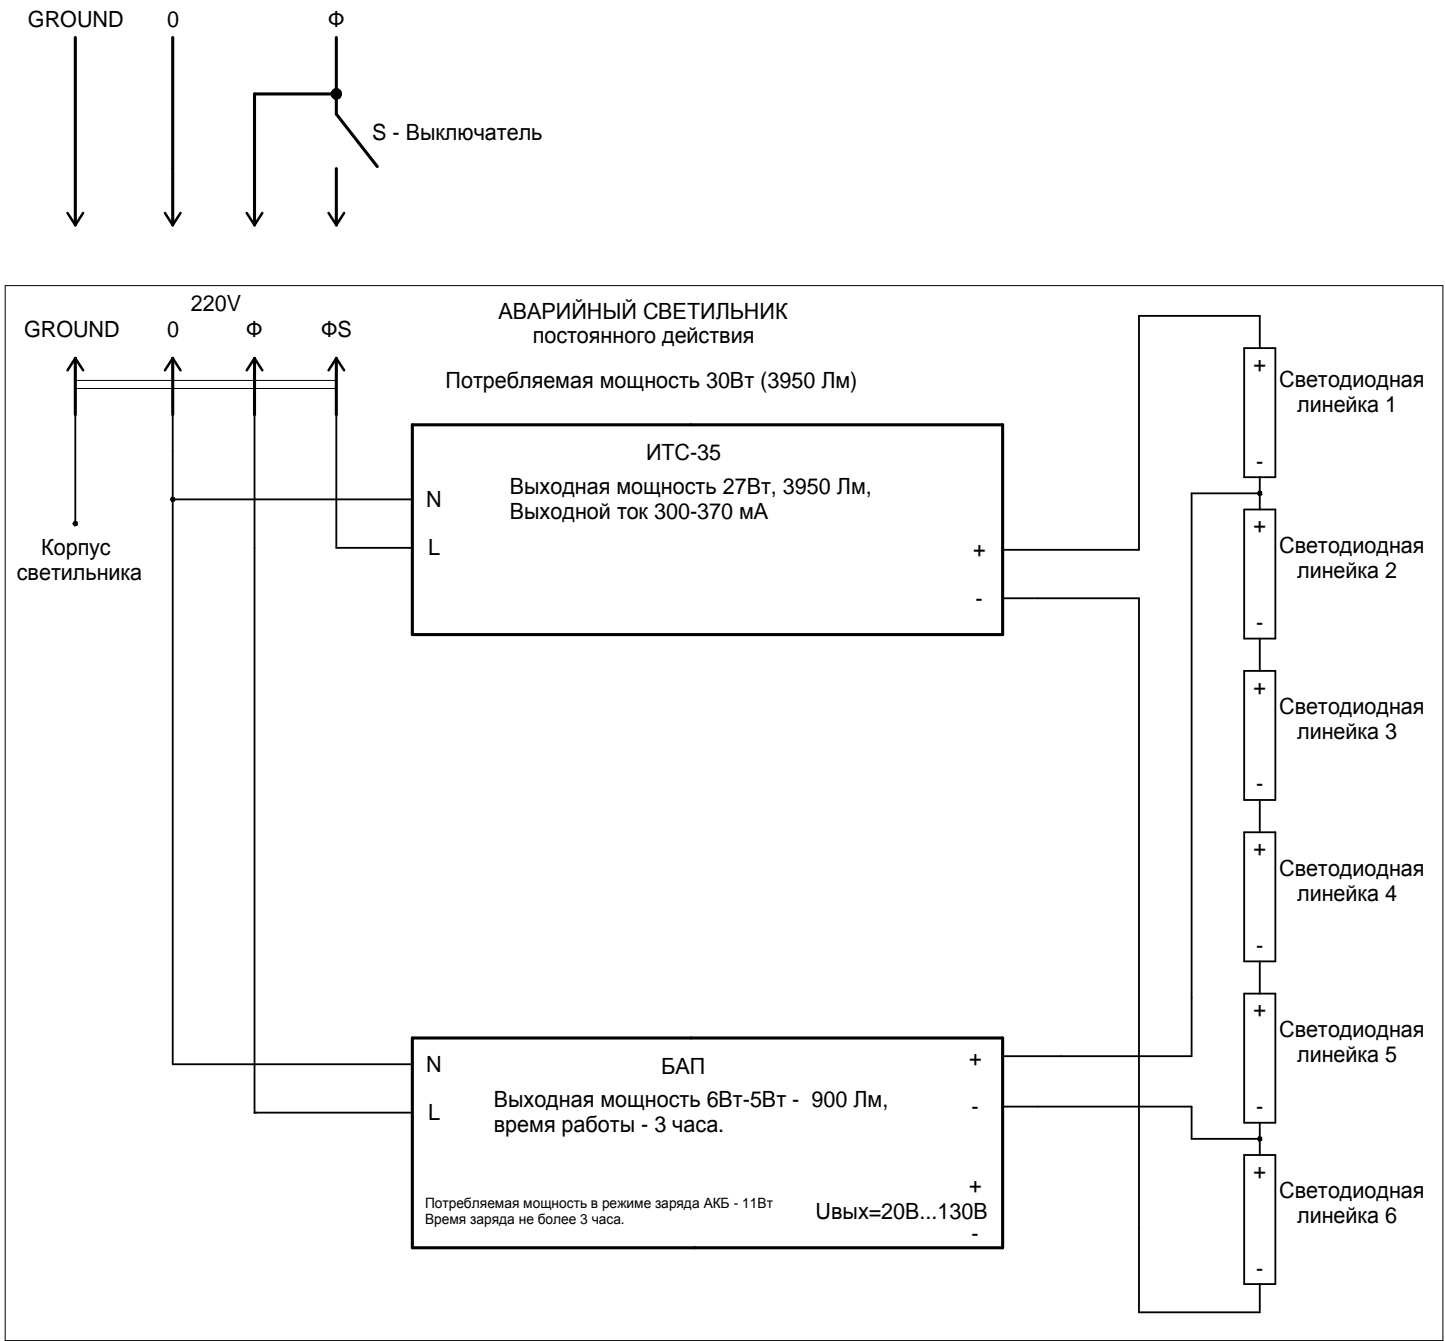 GROUND 0 Ф
S - Выключатель
220V
GROUND 0 Ф ФS
АВАРИЙНЫЙ СВЕТИЛЬНИК
постоянного действия
Потребляемая мощность 30Вт (3950 Лм)
ИТС-35
Выходная мощность 27Вт, 3950 Лм,
Выходной ток 300-370 мА
N
L
+
-
Корпус
светильника
+
Светодиодная
линейка 1
-
+
Светодиодная
линейка 2
-
+
Светодиодная
линейка 3
-
+
Светодиодная
линейка 4
-
+
Светодиодная
линейка 5
-
+
Светодиодная
линейка 6
-
БАП
N
L
+
-
Выходная мощность 6Вт-5Вт - 900 Лм,
время работы - 3 часа.
Потребляемая мощность в режиме заряда АКБ - 11Вт
Время заряда не более 3 часа.
+
Uвых=20В...130В
-